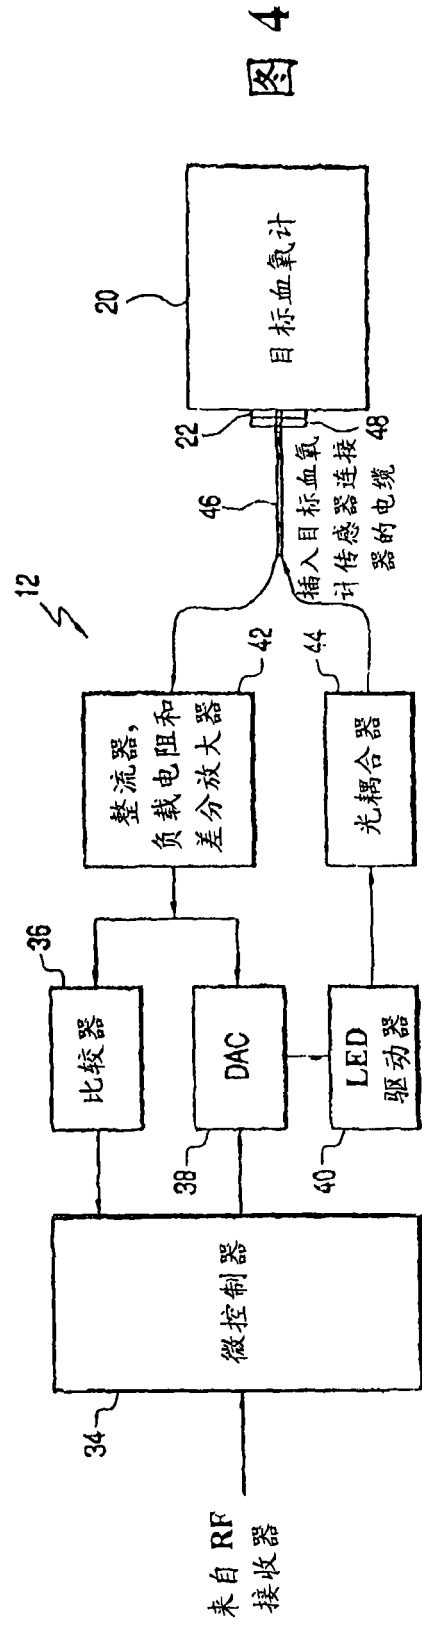 图 4
12
来自 RF
接收器
34
微控制器
36
比较器
38
DAC
40
LED
驱动器
42
整流器，
负载电阻和
差分放大器
44
光耦合器
46
插入目标血氧
计传感器连接
器的电缆
22
48
20
目标血氧计